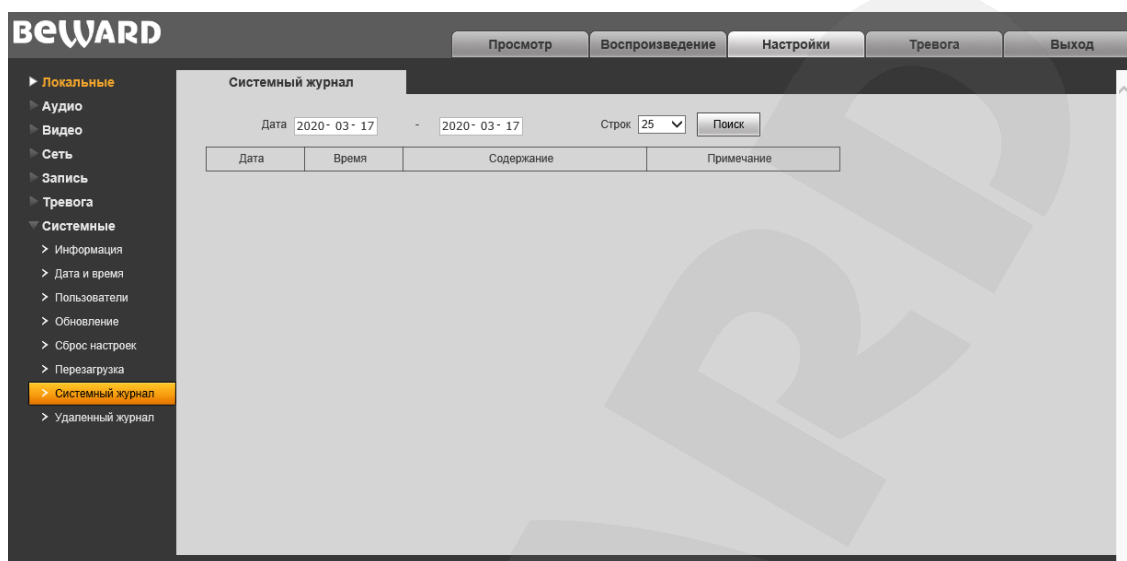 BEWARD
Просмотр Воспроизведение Настройки Тревога Выход
Локальные
Аудио
Видео
Сеть
Запись
Тревога
Системные
Информация
Дата и время
Пользователи
Обновление
Сброс настроек
Перезагрузка
Системный журнал
Удаленный журнал
Системный журнал
Дата 2020- 03- 17 - 2020- 03- 17 Строк 25 Поиск
Дата Время Содержание Примечание